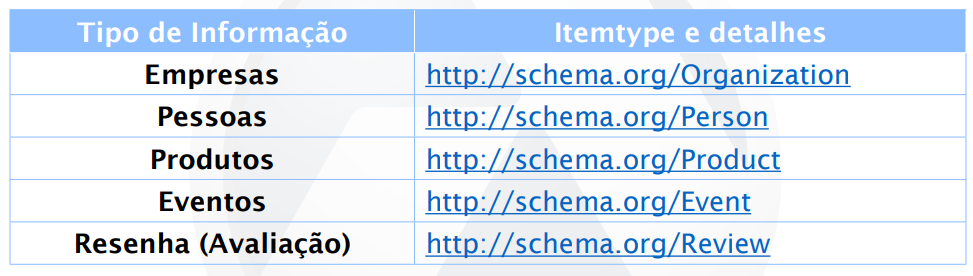 Tipo de Informação Itemtype e detalhes
Empresas http://schema.org/Organization
Pessoas http://schema.org/Person
Produtos http://schema.org/Product
Eventos http://schema.org/Event
Resenha (Avaliação) http://schema.org/Review